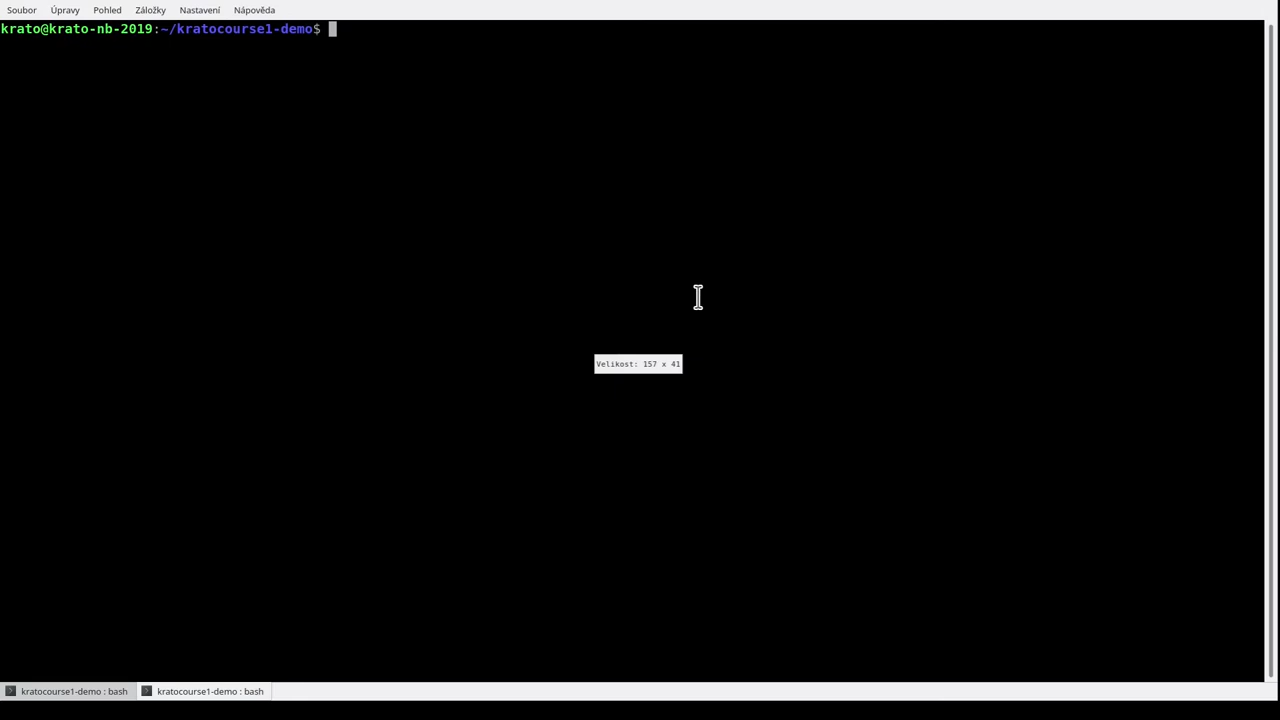 Soubor Úpravy Pohled Záložky Nastavení Nápověda
krato@krato-nb-2019:~/kratocourse1-demo$
Velikost: 157 x 41
kratocourse1-demo : bash kratocourse1-demo : bash